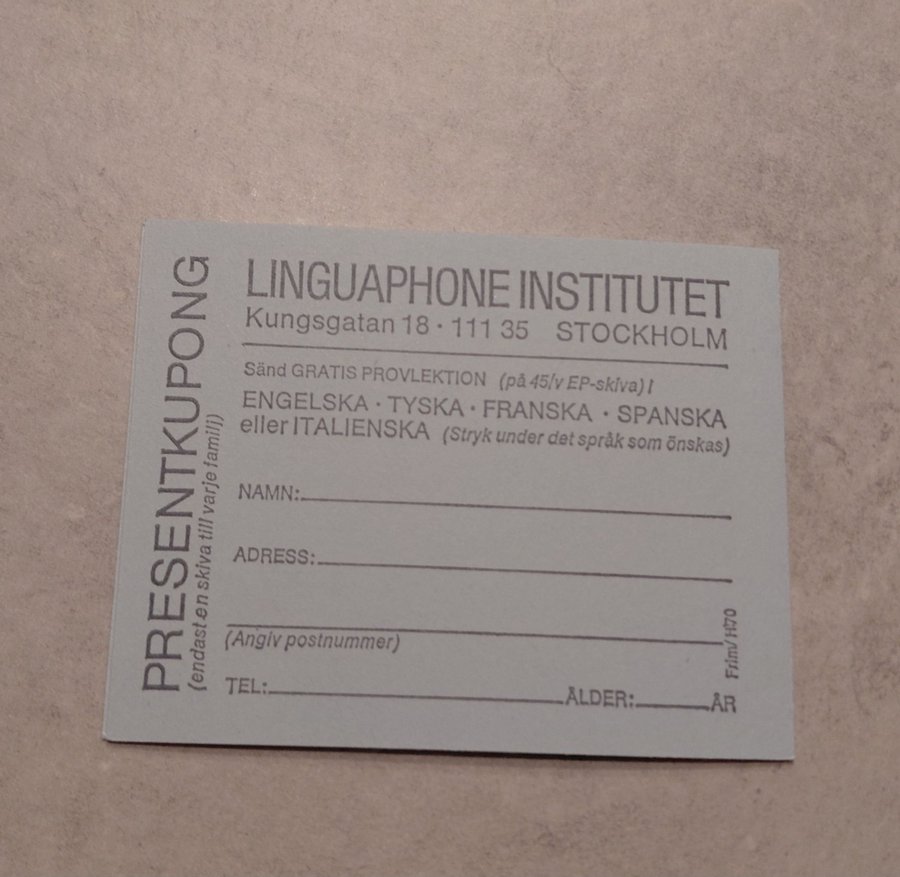 PRESENTKUPONG
(endast en skiva till varje familj)
LINGUAPHONE INSTITUTET
Kungsgatan 18 · 111 35 STOCKHOLM
Sänd GRATIS PROVLEKTION (på 45/v EP-skiva) I
ENGELSKA · TYSKA · FRANSKA · SPANSKA
eller ITALIENSKA (Stryk under det språk som önskas)
NAMN:
ADRESS:
(Angiv postnummer)
TEL: ÅLDER: ÅR
Frim/H70